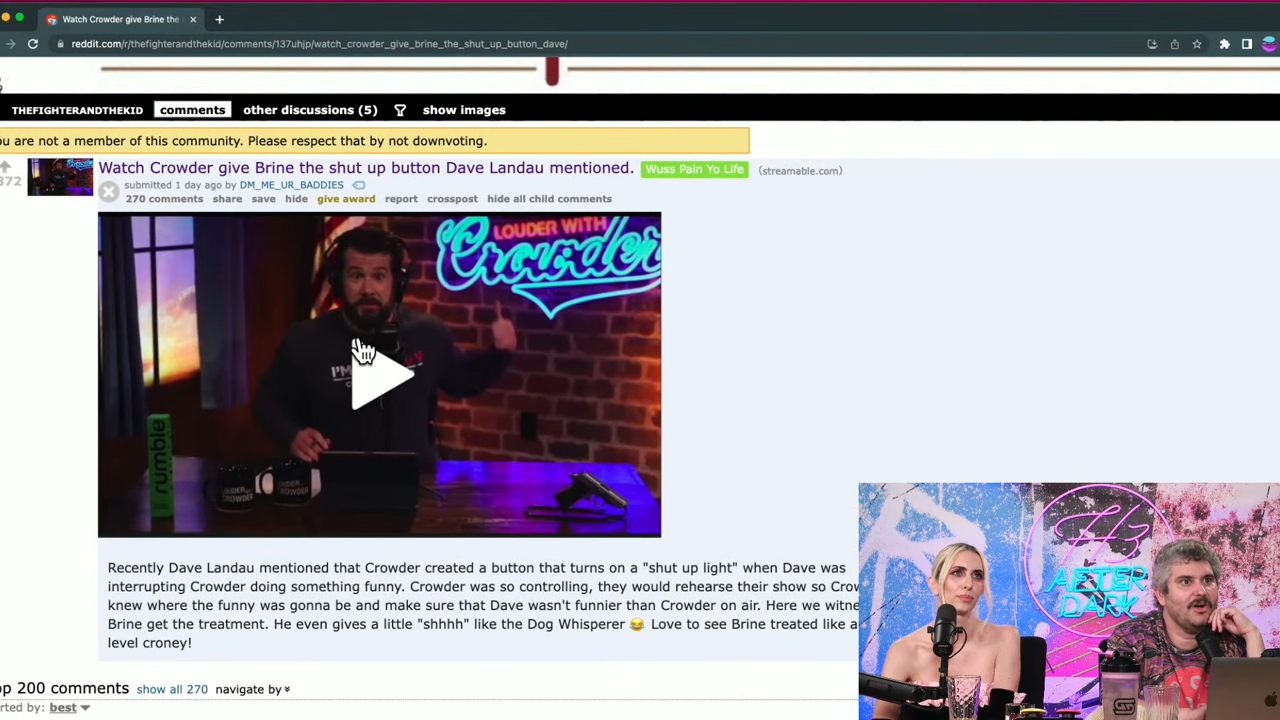 Watch Crowder give Brine the
reddit.com/r/thefighterandthekid/comments/137uhjp/watch_crowder_give_brine_the_shut_up_button_dave/
THEFIGHTERANDTHEKID comments other discussions (5) show images
ou are not a member of this community. Please respect that by not downvoting.
372
Watch Crowder give Brine the shut up button Dave Landau mentioned. Wuss Pain Yo Life (streamable.com)
submitted 1 day ago by DM_ME_UR_BADDIES
270 comments share save hide give award report crosspost hide all child comments
LOUDER WITH
Crowder
I'M
rumble
LOUDER
CROWDER
LOUDER
CROWDER
Recently Dave Landau mentioned that Crowder created a button that turns on a "shut up light" when Dave was
interrupting Crowder doing something funy. Crowder was so controlling, they would rehearse their show so Crow
knew where the funny was gonna be and make sure that Dave wasn't funnier than Crowder on air. Here we witne
Brine get the treatment. He even gives a little "shhhh" like the Dog Whisperer 😂 Love to see Brine treated like a
level croney!
H3
AFTER
DARK
op 200 comments show all 270 navigate by
rted by: best